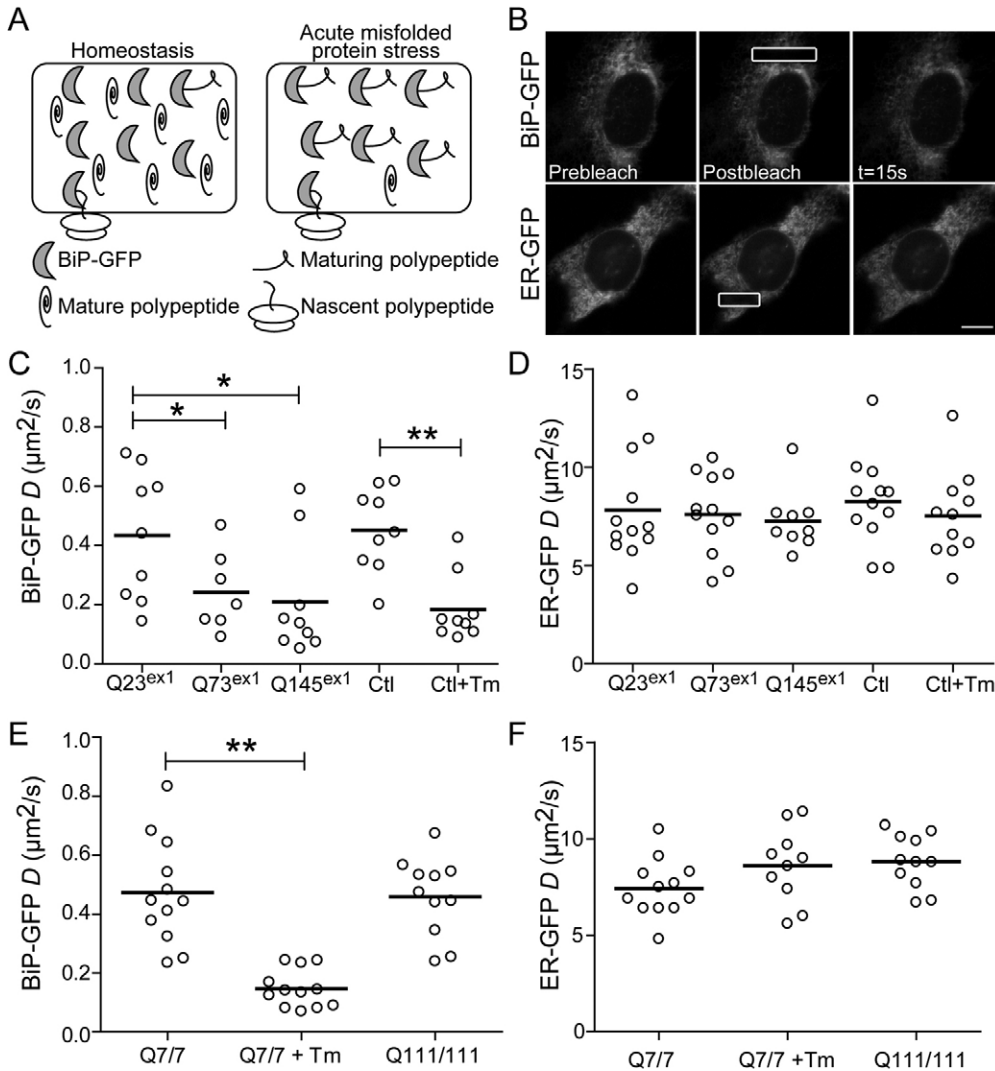 A
Homeostasis
Acute misfolded
protein stress
BiP-GFP
Maturing polypeptide
Mature polypeptide
Nascent polypeptide
B
BiP-GFP
Prebleach
Postbleach
t=15s
ER-GFP
C
BiP-GFP D (µm2/s)
1.0
0.8
0.6
0.4
0.2
0.0
*
*
**
Q23ex1
Q73ex1
Q145ex1
Ctl
Ctl+Tm
D
ER-GFP D (µm2/s)
15
10
5
0
Q23ex1
Q73ex1
Q145ex1
Ctl
Ctl+Tm
E
BiP-GFP D (µm2/s)
1.0
0.8
0.6
0.4
0.2
0.0
**
Q7/7
Q7/7 + Tm
Q111/111
F
ER-GFP D (µm2/s)
15
10
5
0
Q7/7
Q7/7 +Tm
Q111/111